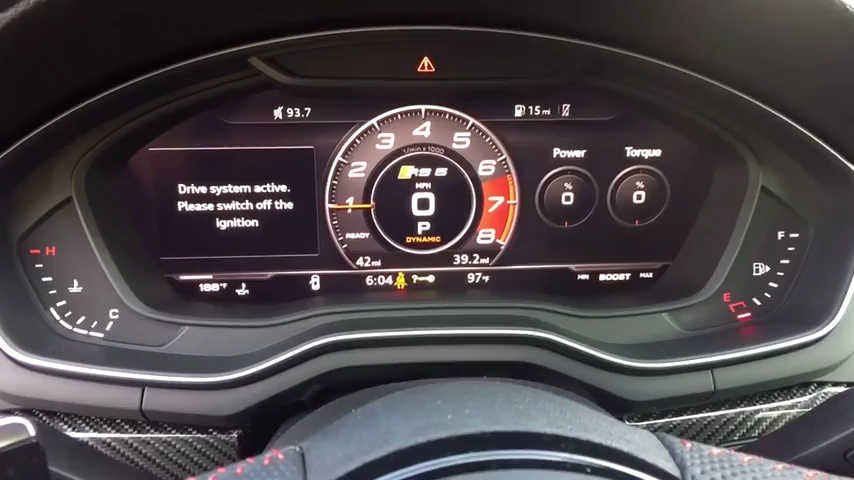 93.7
15 mi
Drive system active.
Please switch off the
ignition
1 2 3 4 5 6 7 8
1/min x 1000
RS 5
MPH
0
P
DYNAMIC
READY
Power
%
0
Torque
%
0
42 mi
39.2 mi
188°F
6:04
?
97°F
MIN BOOST MAX
H
C
F
E